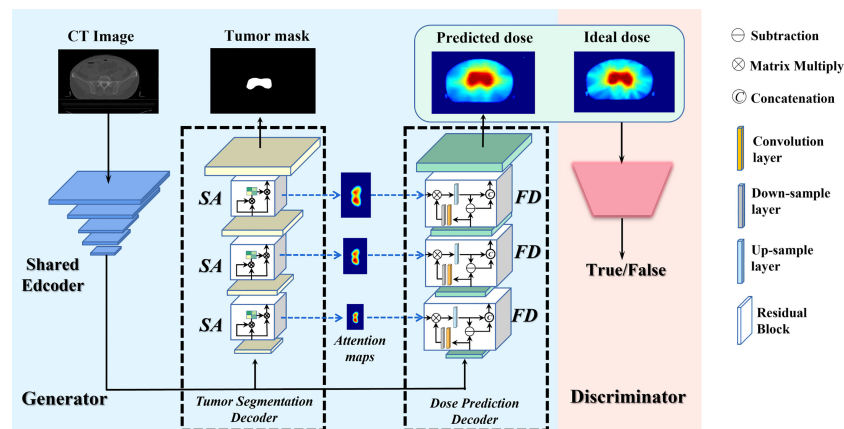 CT Image
Tumor mask
Predicted dose
Ideal dose
Subtraction
Matrix Multiply
C Concatenation
Convolution
layer
Down-sample
layer
Up-sample
layer
Residual
Block
SA
FD
C
SA
FD
C
SA
FD
C
Shared
Edcoder
Attention
maps
True/False
Generator
Tumor Segmentation
Decoder
Dose Prediction
Decoder
Discriminator